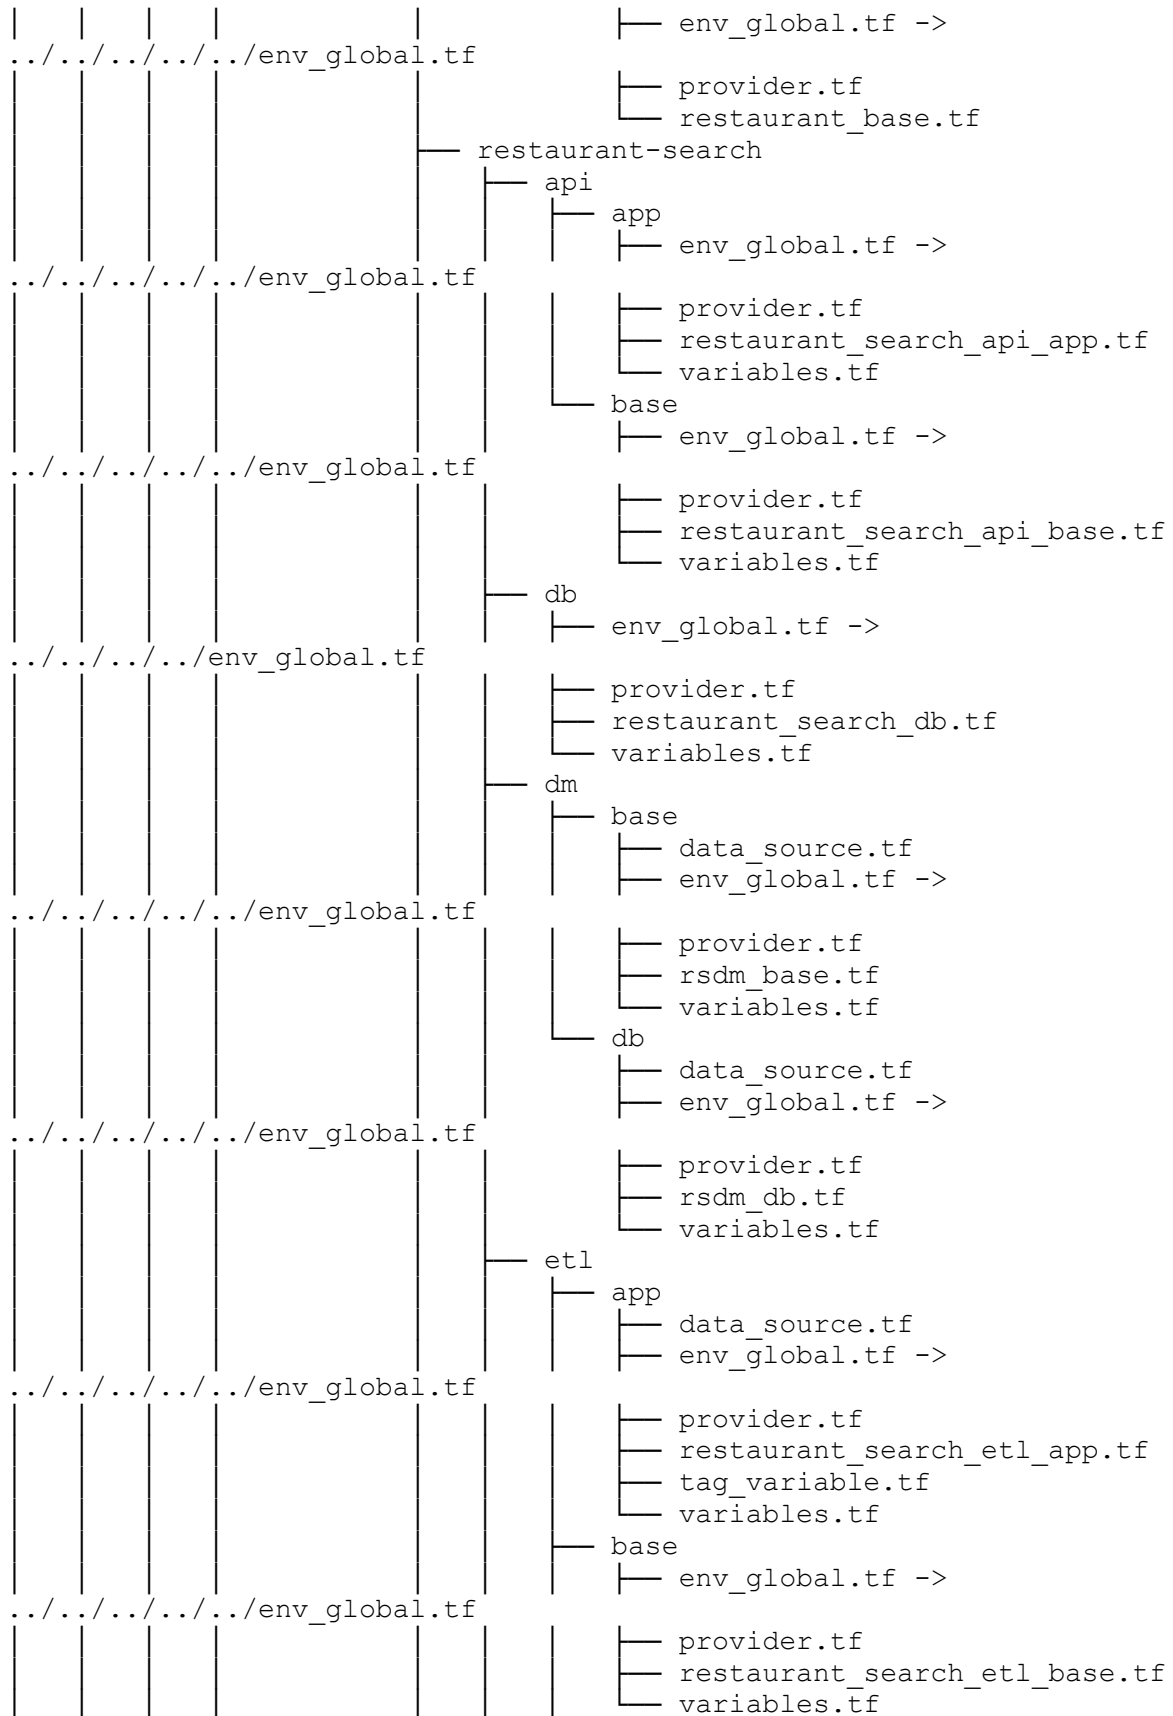 │   │   │   │           │           ├── env_global.tf ->
../../../../../env_global.tf
│   │   │   │           │           ├── provider.tf
│   │   │   │           │           └── restaurant_base.tf
│   │   │   │           ├── restaurant-search
│   │   │   │           │   ├── api
│   │   │   │           │   │   ├── app
│   │   │   │           │   │   │   ├── env_global.tf ->
../../../../../env_global.tf
│   │   │   │           │   │   │   ├── provider.tf
│   │   │   │           │   │   │   ├── restaurant_search_api_app.tf
│   │   │   │           │   │   │   └── variables.tf
│   │   │   │           │   │   └── base
│   │   │   │           │   │       ├── env_global.tf ->
../../../../../env_global.tf
│   │   │   │           │   │       ├── provider.tf
│   │   │   │           │   │       ├── restaurant_search_api_base.tf
│   │   │   │           │   │       └── variables.tf
│   │   │   │           │   ├── db
│   │   │   │           │   │   ├── env_global.tf ->
../../../../env_global.tf
│   │   │   │           │   │   ├── provider.tf
│   │   │   │           │   │   ├── restaurant_search_db.tf
│   │   │   │           │   │   └── variables.tf
│   │   │   │           │   ├── dm
│   │   │   │           │   │   ├── base
│   │   │   │           │   │   │   ├── data_source.tf
│   │   │   │           │   │   │   ├── env_global.tf ->
../../../../../env_global.tf
│   │   │   │           │   │   │   ├── provider.tf
│   │   │   │           │   │   │   ├── rsdm_base.tf
│   │   │   │           │   │   │   └── variables.tf
│   │   │   │           │   │   └── db
│   │   │   │           │   │       ├── data_source.tf
│   │   │   │           │   │       ├── env_global.tf ->
../../../../../env_global.tf
│   │   │   │           │   │       ├── provider.tf
│   │   │   │           │   │       ├── rsdm_db.tf
│   │   │   │           │   │       └── variables.tf
│   │   │   │           │   ├── etl
│   │   │   │           │   │   ├── app
│   │   │   │           │   │   │   ├── data_source.tf
│   │   │   │           │   │   │   ├── env_global.tf ->
../../../../../env_global.tf
│   │   │   │           │   │   │   ├── provider.tf
│   │   │   │           │   │   │   ├── restaurant_search_etl_app.tf
│   │   │   │           │   │   │   ├── tag_variable.tf
│   │   │   │           │   │   │   └── variables.tf
│   │   │   │           │   │   ├── base
│   │   │   │           │   │   │   ├── env_global.tf ->
../../../../../env_global.tf
│   │   │   │           │   │   │   ├── provider.tf
│   │   │   │           │   │   │   ├── restaurant_search_etl_base.tf
│   │   │   │           │   │   │   └── variables.tf